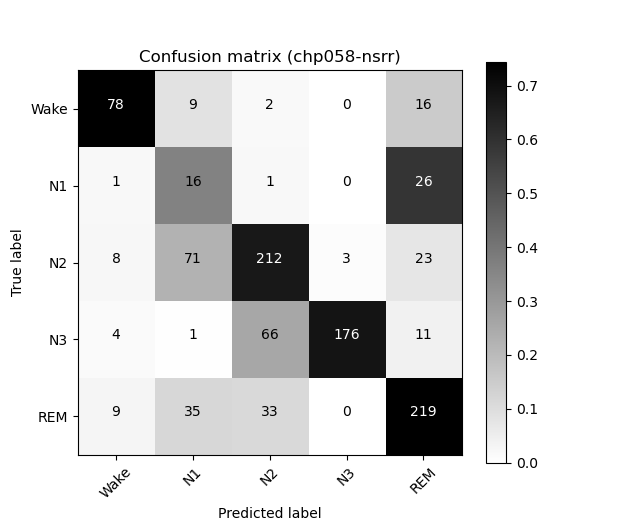 Confusion matrix (chp058-nsrr)
True label
Wake 78 9 2 0 16
N1 1 16 1 0 26
N2 8 71 212 3 23
N3 4 1 66 176 11
REM 9 35 33 0 219
Wake N1 N2 N3 REM
Predicted label
0.7
0.6
0.5
0.4
0.3
0.2
0.1
0.0